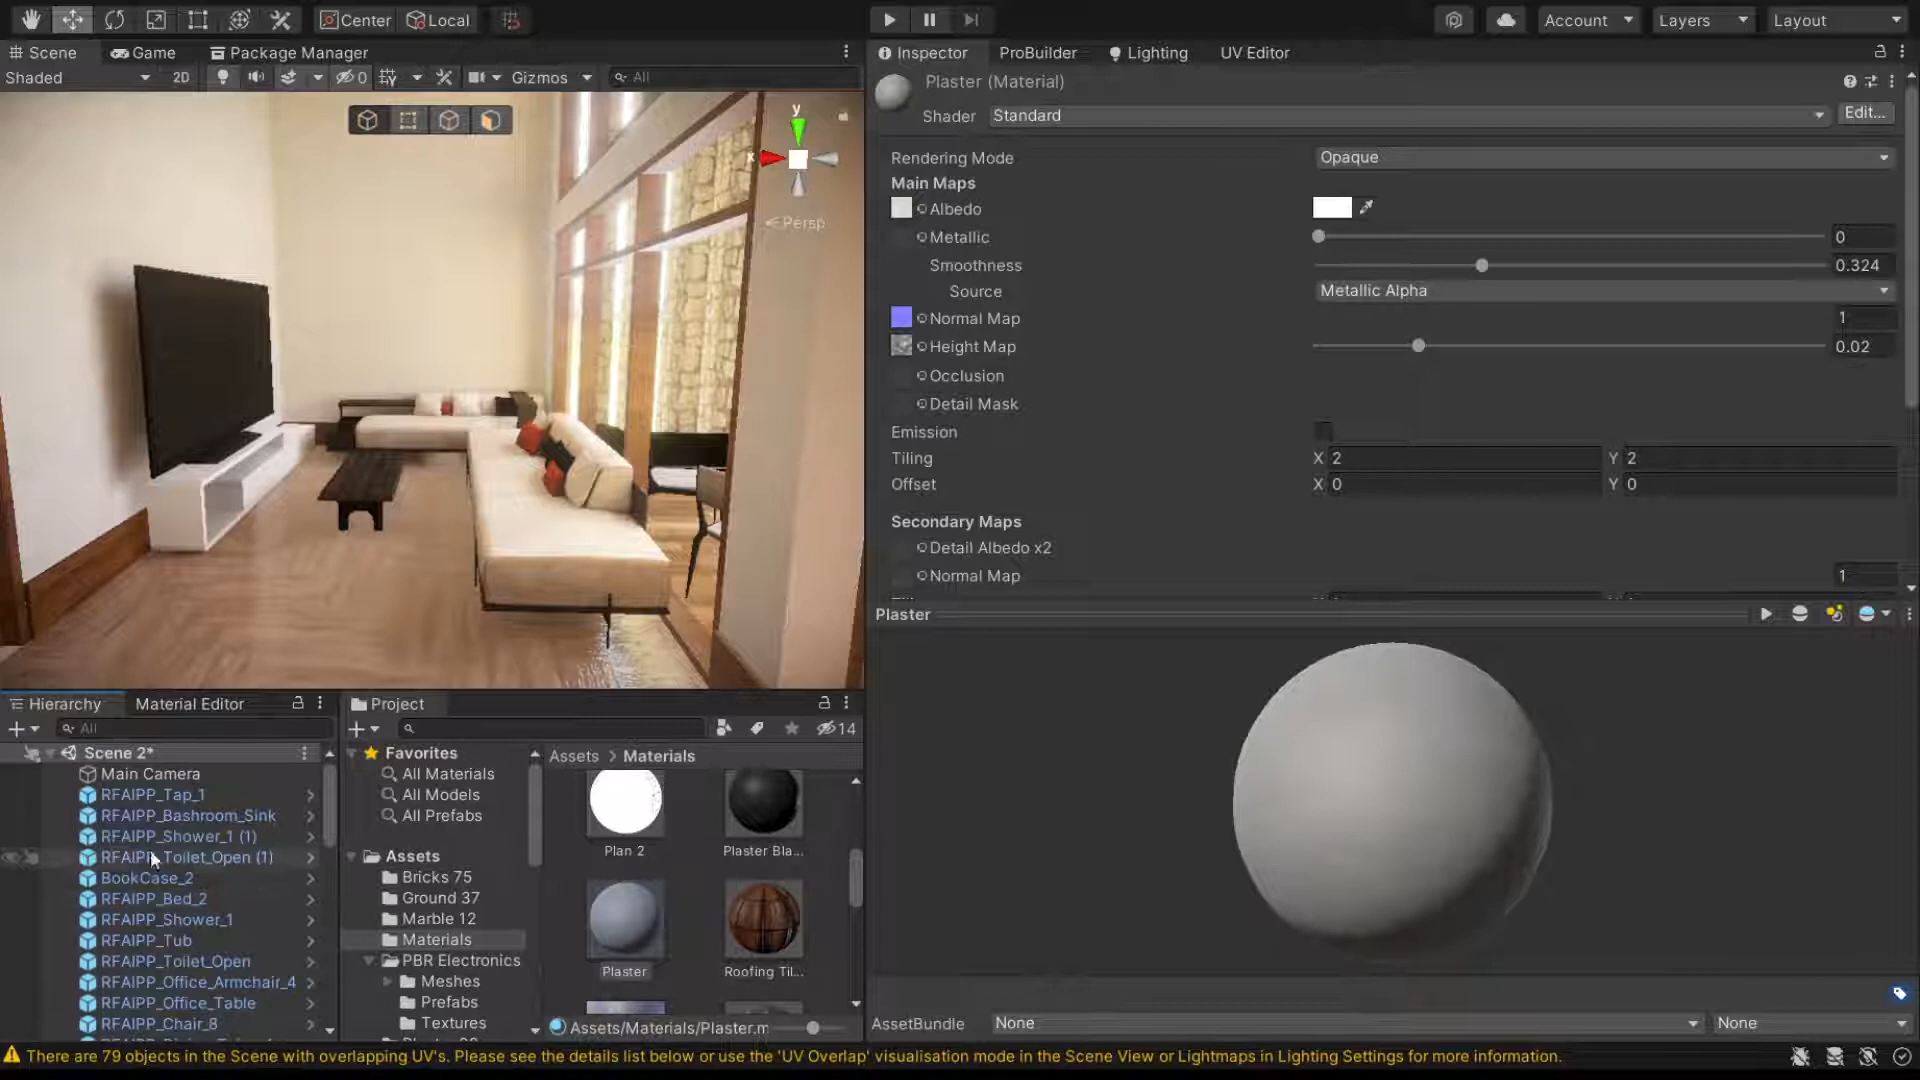 Center Local Account Layers Layout
Scene Game Package Manager Inspector ProBuilder Lighting UV Editor
Shaded 2D 0 Gizmos All
Plaster (Material)
Shader Standard Edit...
y
x
Persp
Rendering Mode Opaque
Main Maps
Albedo
Metallic 0
Smoothness 0.324
Source Metallic Alpha
Normal Map 1
Height Map 0.02
Occlusion
Detail Mask
Emission
Tiling X 2 Y 2
Offset X 0 Y 0
Secondary Maps
Detail Albedo x2
Normal Map 1
Plaster
Hierarchy Material Editor
All
Scene 2*
Main Camera
RFAIPP_Tap_1
RFAIPP_Bashroom_Sink
RFAIPP_Shower_1 (1)
RFAIPP_Toilet_Open (1)
BookCase_2
RFAIPP_Bed_2
RFAIPP_Shower_1
RFAIPP_Tub
RFAIPP_Toilet_Open
RFAIPP_Office_Armchair_4
RFAIPP_Office_Table
RFAIPP_Chair_8
Project
14
Favorites
All Materials
All Models
All Prefabs
Assets
Bricks 75
Ground 37
Marble 12
Materials
PBR Electronics
Meshes
Prefabs
Textures
Assets > Materials
Plan 2 Plaster Bla...
Plaster Roofing Til...
Assets/Materials/Plaster.m
AssetBundle None None
There are 79 objects in the Scene with overlapping UV's. Please see the details list below or use the 'UV Overlap' visualisation mode in the Scene View or Lightmaps in Lighting Settings for more information.